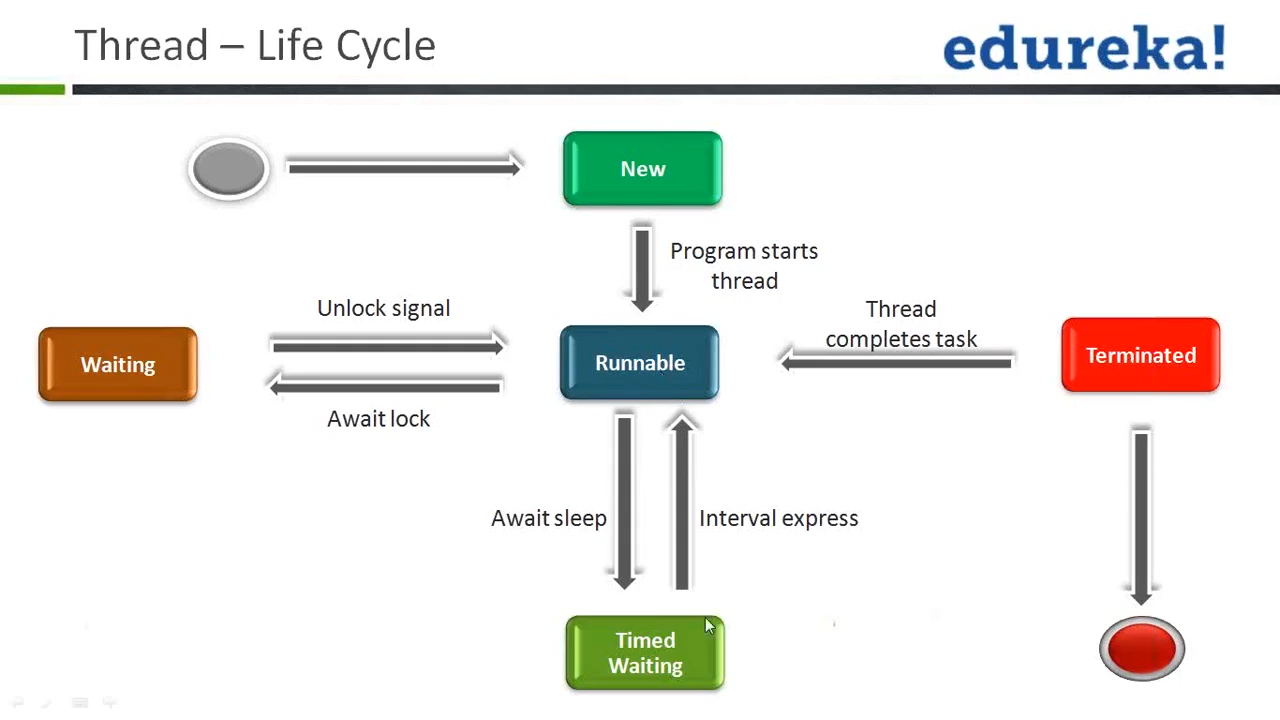 Thread – Life Cycle
edureka!
New
Program starts
thread
Unlock signal
Thread
completes task
Waiting
Runnable
Terminated
Await lock
Await sleep
Interval express
Timed
Waiting